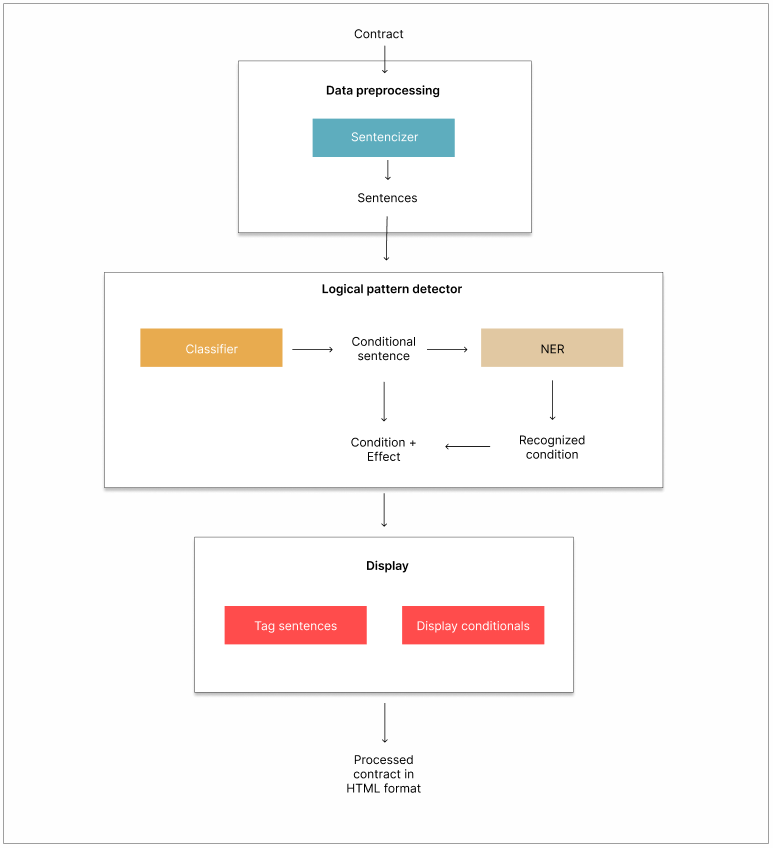 Contract
Data preprocessing
Sentencizer
Sentences
Logical pattern detector
Classifier
Conditional
sentence
NER
Condition +
Effect
Recognized
condition
Display
Tag sentences
Display conditionals
Processed
contract in
HTML format